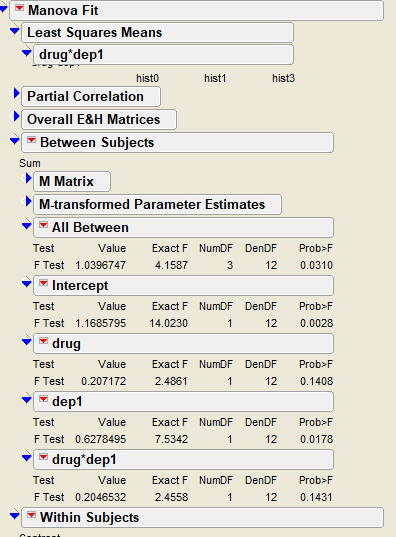 Manova Fit
Least Squares Means
drug*dep1
hist0 hist1 hist3
Partial Correlation
Overall E&H Matrices
Between Subjects
Sum
M Matrix
M-transformed Parameter Estimates
All Between
Test Value Exact F NumDF DenDF Prob>F
F Test 1.0396747 4.1587 3 12 0.0310
Intercept
Test Value Exact F NumDF DenDF Prob>F
F Test 1.1685795 14.0230 1 12 0.0028
drug
Test Value Exact F NumDF DenDF Prob>F
F Test 0.207172 2.4861 1 12 0.1408
dep1
Test Value Exact F NumDF DenDF Prob>F
F Test 0.6278495 7.5342 1 12 0.0178
drug*dep1
Test Value Exact F NumDF DenDF Prob>F
F Test 0.2046532 2.4558 1 12 0.1431
Within Subjects